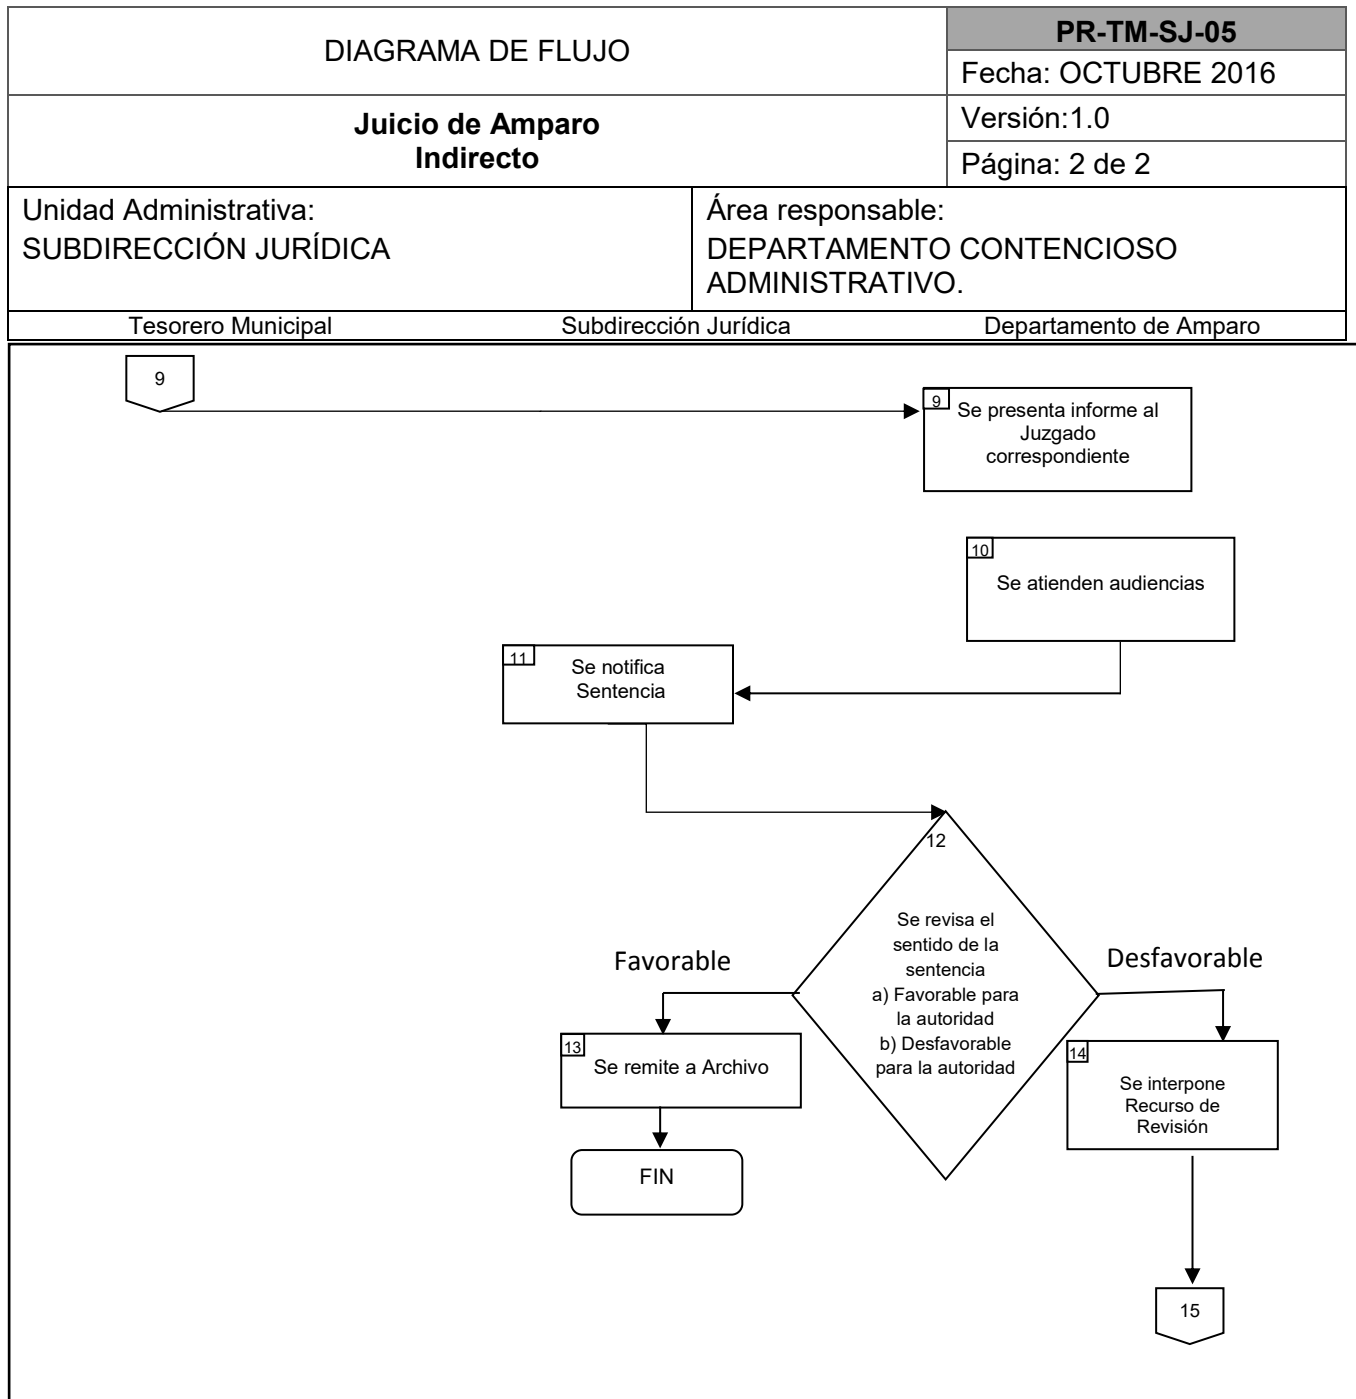 DIAGRAMA DE FLUJO
PR-TM-SJ-05
Fecha: OCTUBRE 2016
Juicio de Amparo
Indirecto
Versión:1.0
Página: 2 de 2
Unidad Administrativa:
SUBDIRECCIÓN JURÍDICA
Área responsable:
DEPARTAMENTO CONTENCIOSO
ADMINISTRATIVO.
Tesorero Municipal
Subdirección Jurídica
Departamento de Amparo
9
9
Se presenta informe al
Juzgado
correspondiente
10
Se atienden audiencias
11
Se notifica
Sentencia
12
Se revisa el
sentido de la
sentencia
a) Favorable para
la autoridad
b) Desfavorable
para la autoridad
Favorable
Desfavorable
13
Se remite a Archivo
14
Se interpone
Recurso de
Revisión
FIN
15